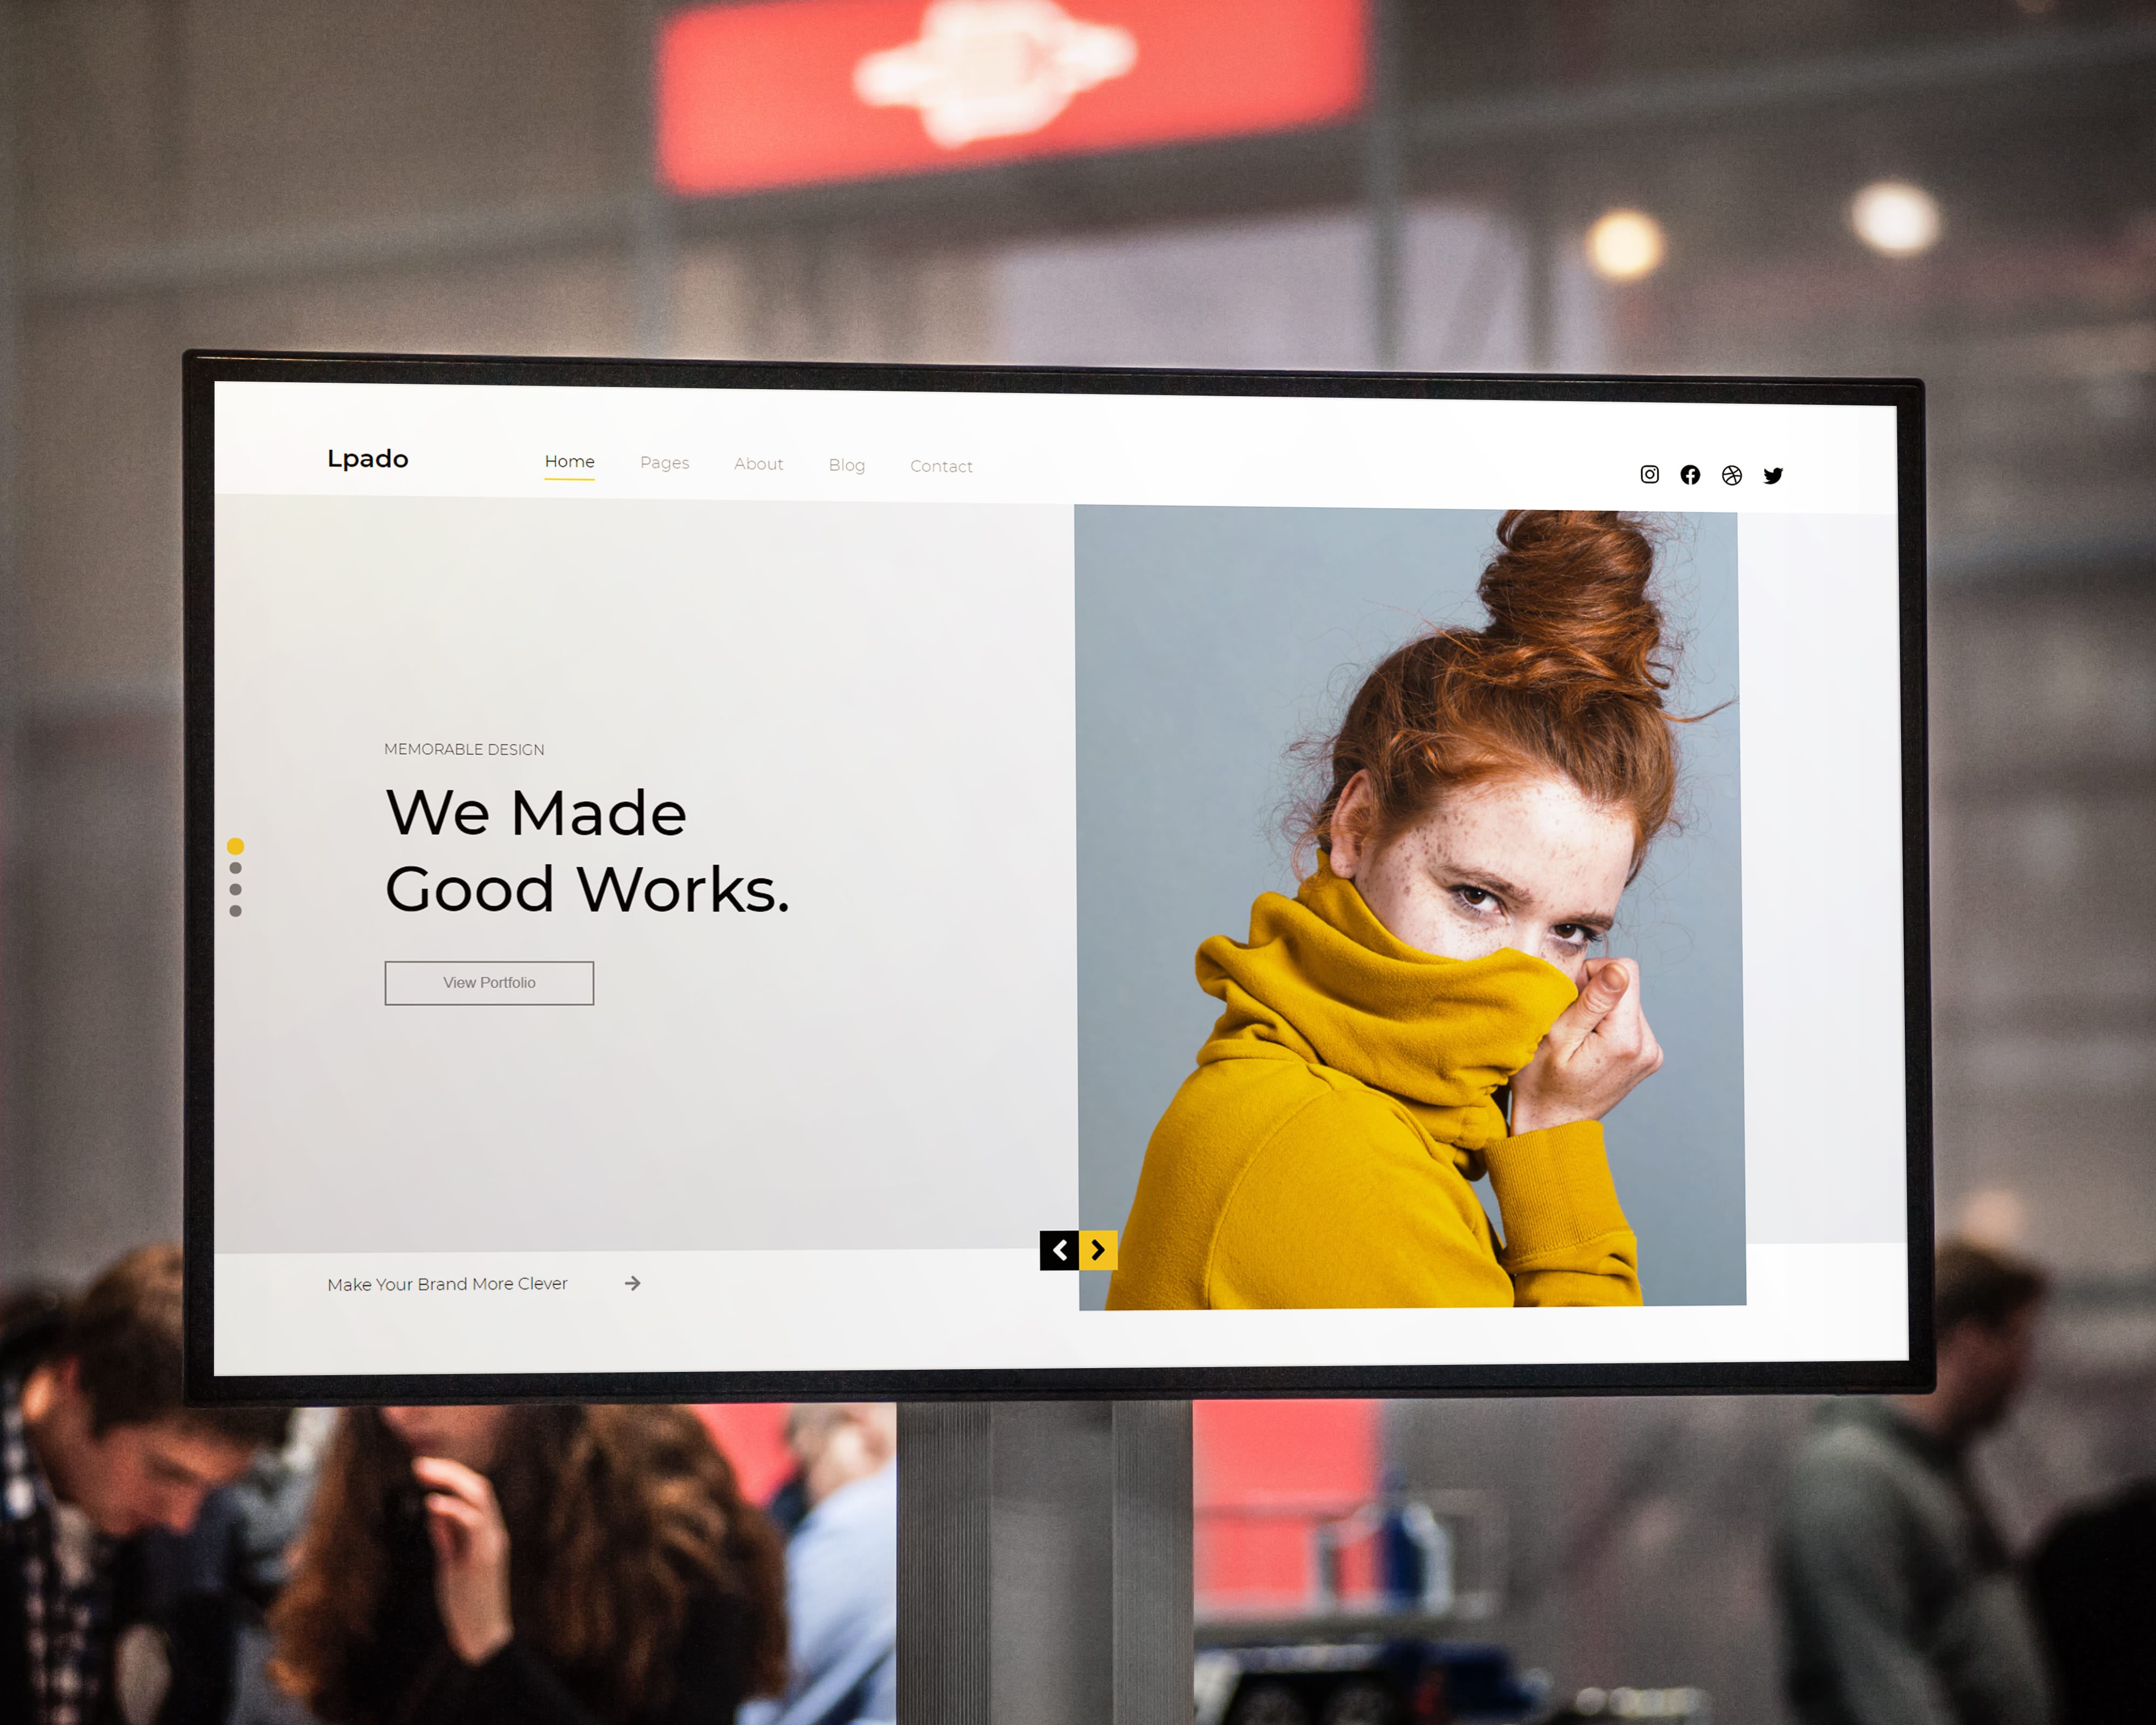 Lpado
Home Pages About Blog Contact
MEMORABLE DESIGN
We Made
Good Works.
View Portfolio
Make Your Brand More Clever